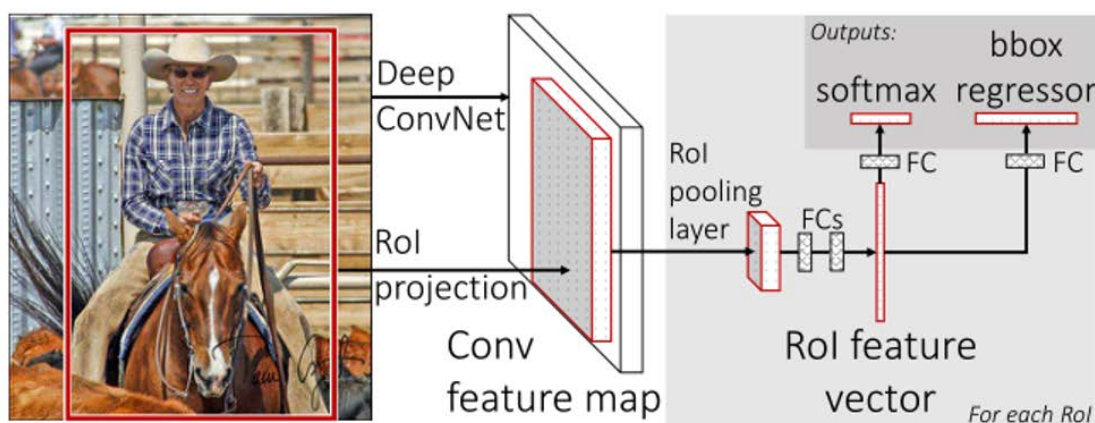 Deep
ConvNet
RoI
projection
Conv
feature map
RoI
pooling
layer
FCs
RoI feature
vector
For each RoI
Outputs:
softmax
bbox
regressor
FC
FC